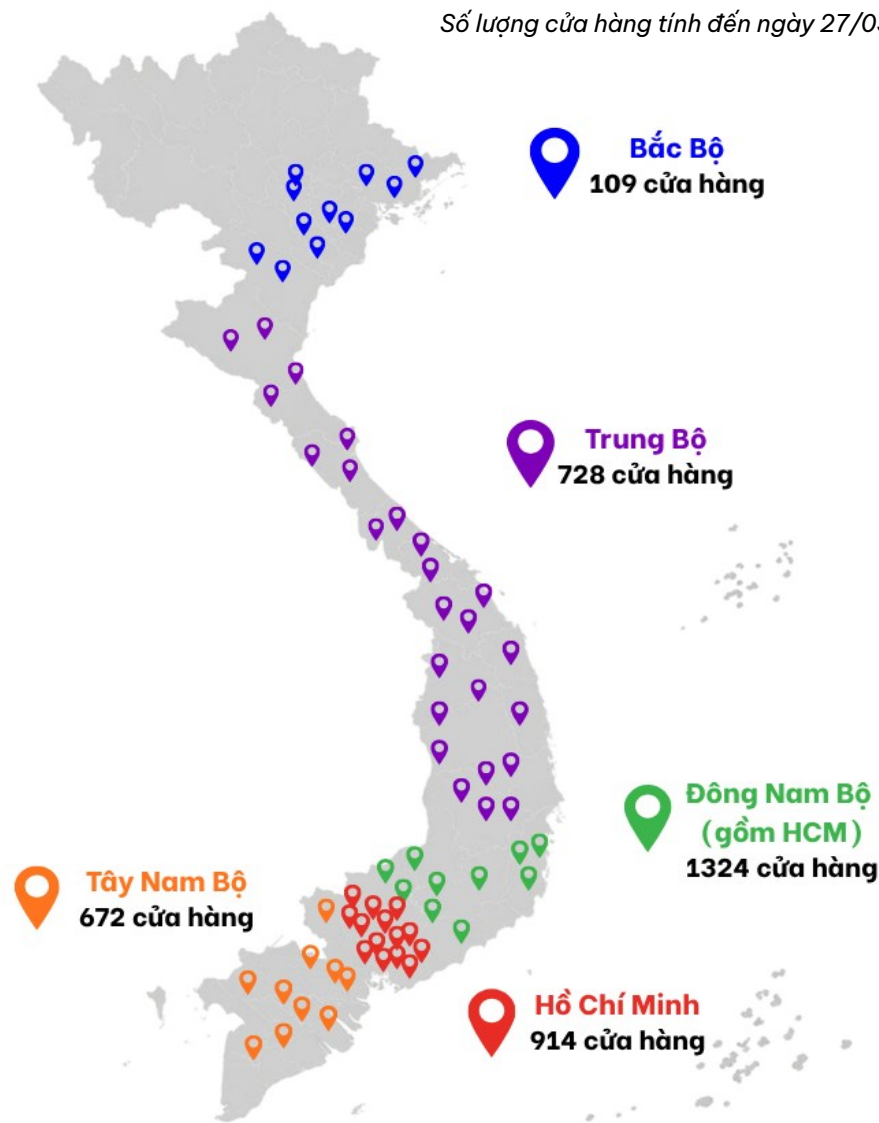 Số lượng cửa hàng tính đến ngày
Bắc Bộ
109 cửa hàng
Trung Bộ
728 cửa hàng
Đông Nam Bộ
(gồm HCM)
1324 cửa hàng
Tây Nam Bộ
672 cửa hàng
Hồ Chí Minh
914 cửa hàng